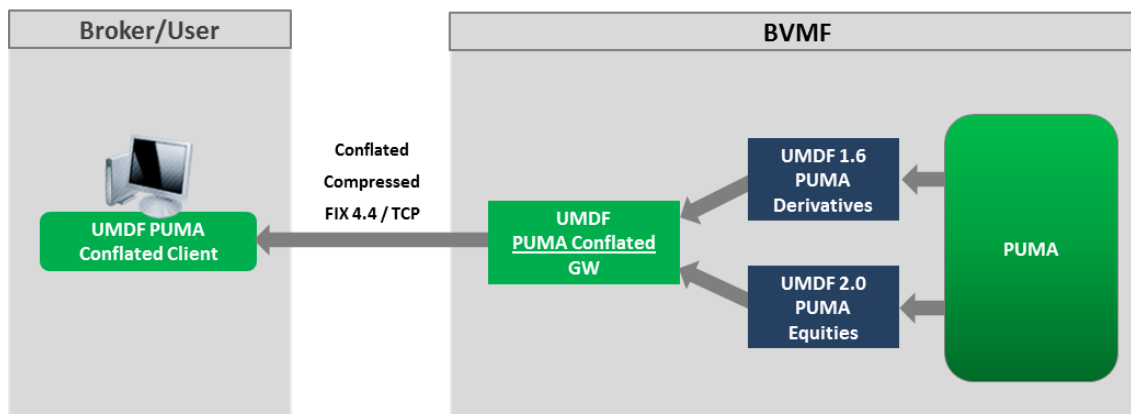 Broker/User
BVMF
Conflated
Compressed
FIX 4.4 / TCP
UMDF PUMA
Conflated Client
UMDF
PUMA Conflated
GW
UMDF 1.6
PUMA
Derivatives
UMDF 2.0
PUMA
Equities
PUMA